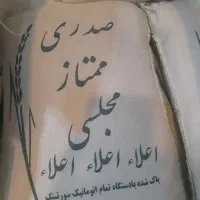 صدری
ممتاز
مجلسی
اعلاء اعلاء اعلاء
پاک شده بادستگاه تمام اتوماتیک سورتینگ